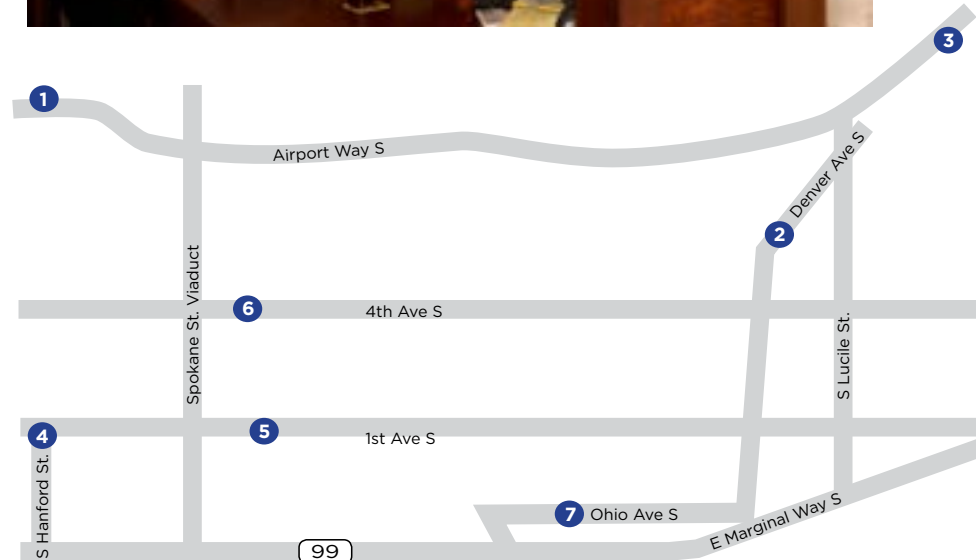 3
1
Airport Way S
Denver Ave S
2
Spokane St. Viaduct
6
4th Ave S
S Lucile St.
4
5
1st Ave S
S Hanford St.
7
Ohio Ave S
E Marginal Way S
99